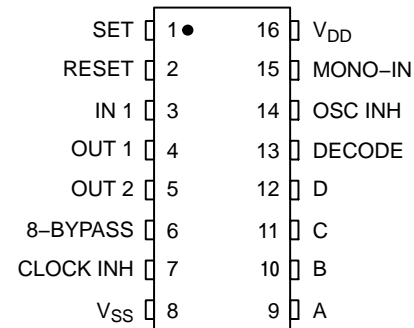 SET 1 16 VDD
RESET 2 15 MONO–IN
IN 1 3 14 OSC INH
OUT 1 4 13 DECODE
OUT 2 5 12 D
8–BYPASS 6 11 C
CLOCK INH 7 10 B
VSS 8 9 A